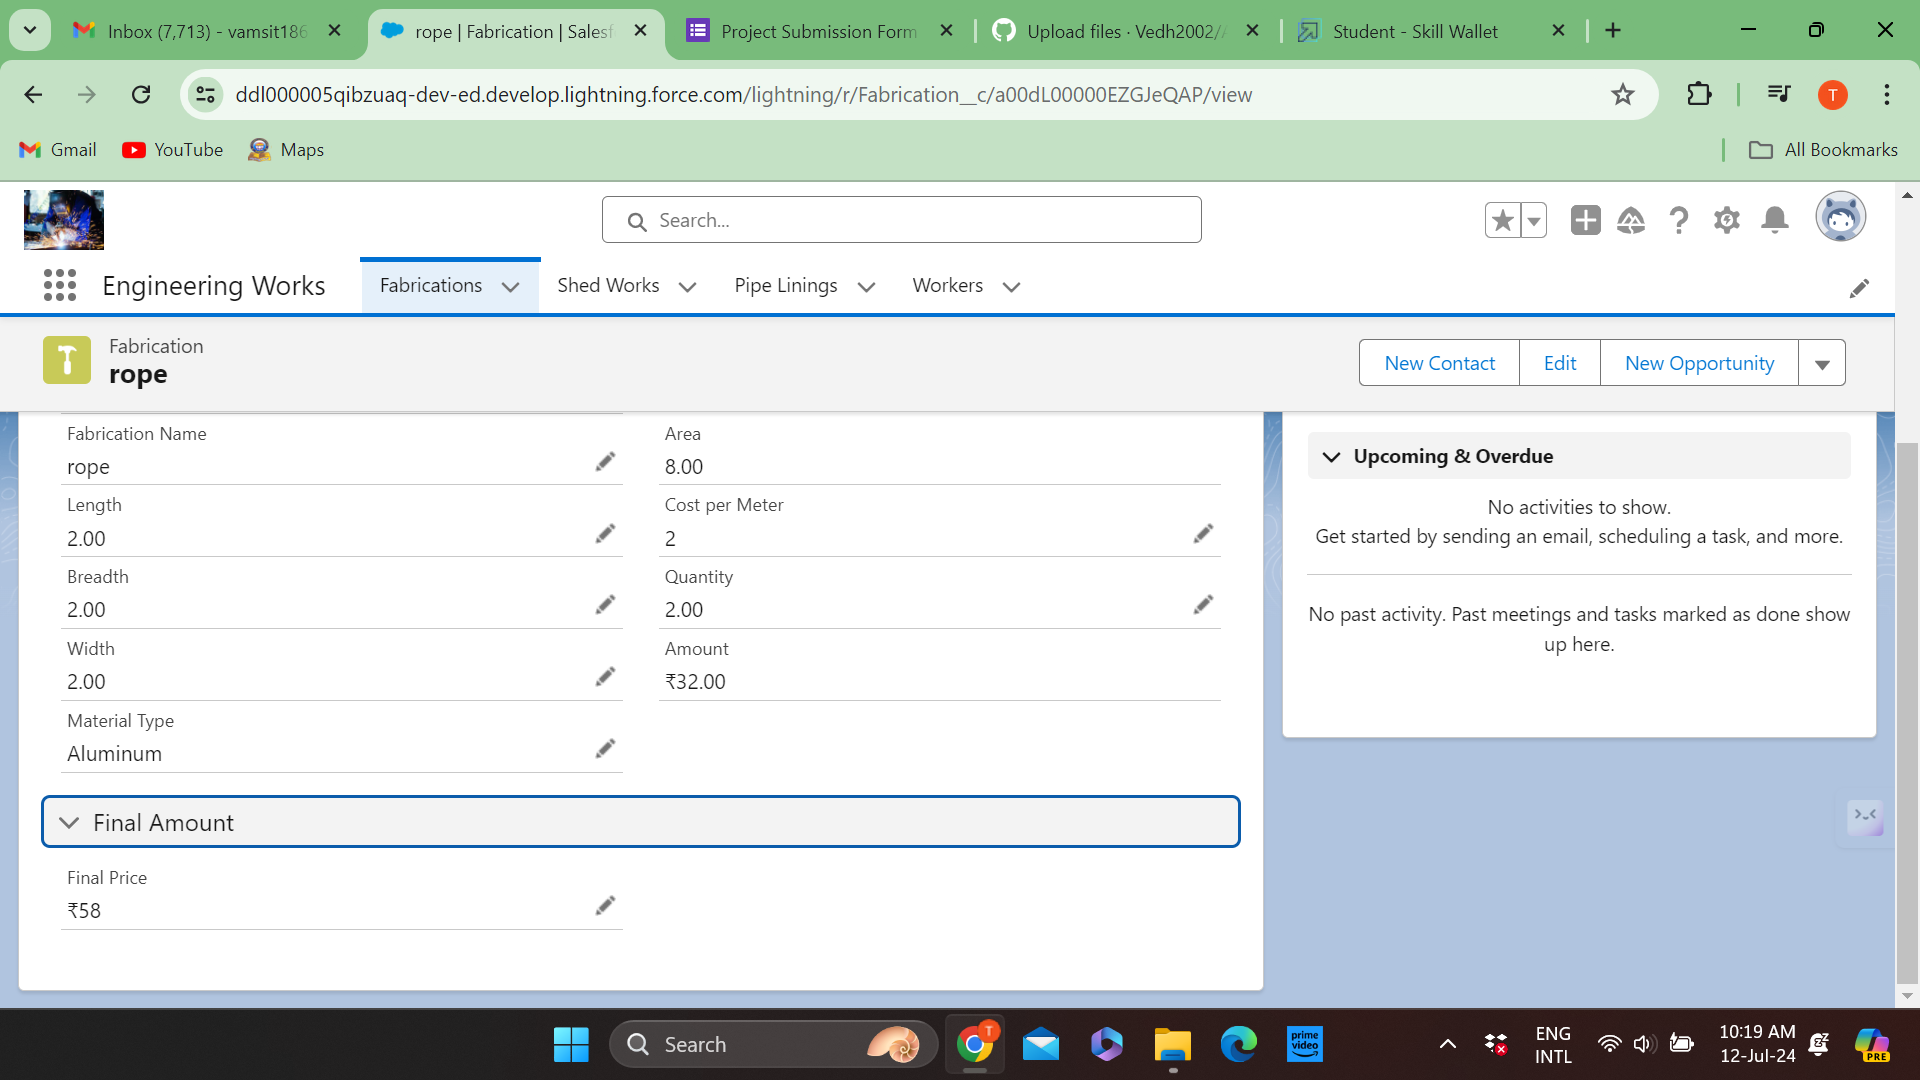 Inbox (7,713) - vamsit186
rope | Fabrication | Salesf
Project Submission Form
Upload files · Vedh2002/A
Student - Skill Wallet
ddl000005qibzuaq-dev-ed.develop.lightning.force.com/lightning/r/Fabrication__c/a00dL00000EZGJeQAP/view
T
Gmail
YouTube
Maps
All Bookmarks
Search...
Engineering Works
Fabrications
Shed Works
Pipe Linings
Workers
Fabrication
rope
New Contact
Edit
New Opportunity
Fabrication Name
rope
Area
8.00
Length
2.00
Cost per Meter
2
Breadth
2.00
Quantity
2.00
Width
2.00
Amount
₹32.00
Material Type
Aluminum
Final Amount
Final Price
₹58
Upcoming & Overdue
No activities to show.
Get started by sending an email, scheduling a task, and more.
No past activity. Past meetings and tasks marked as done show
up here.
Search
T
prime
video
ENG
INTL
10:19 AM
12-Jul-24
PRE